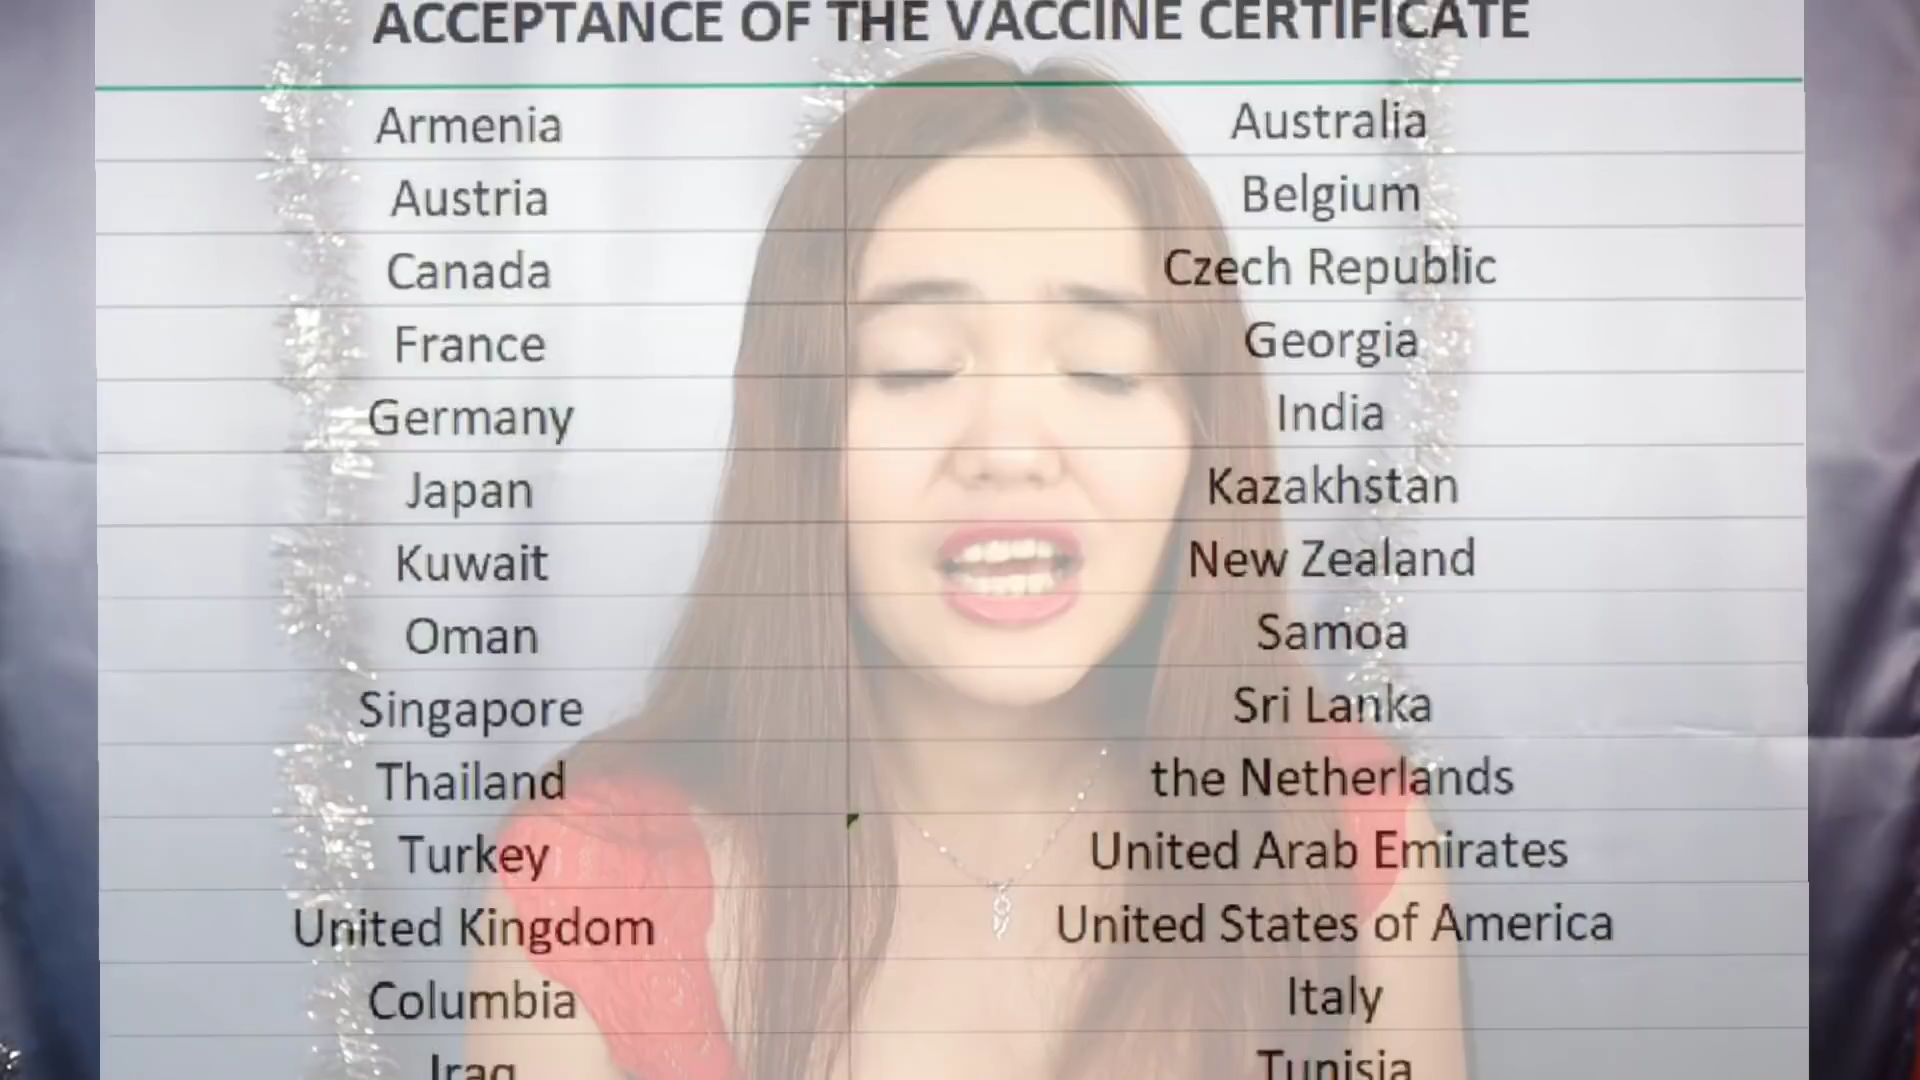 ACCEPTANCE OF THE VACCINE CERTIFICATE
Armenia Australia
Austria Belgium
Canada Czech Republic
France Georgia
Germany India
Japan Kazakhstan
Kuwait New Zealand
Oman Samoa
Singapore Sri Lanka
Thailand the Netherlands
Turkey United Arab Emirates
United Kingdom United States of America
Columbia Italy
Iraq Tunisia